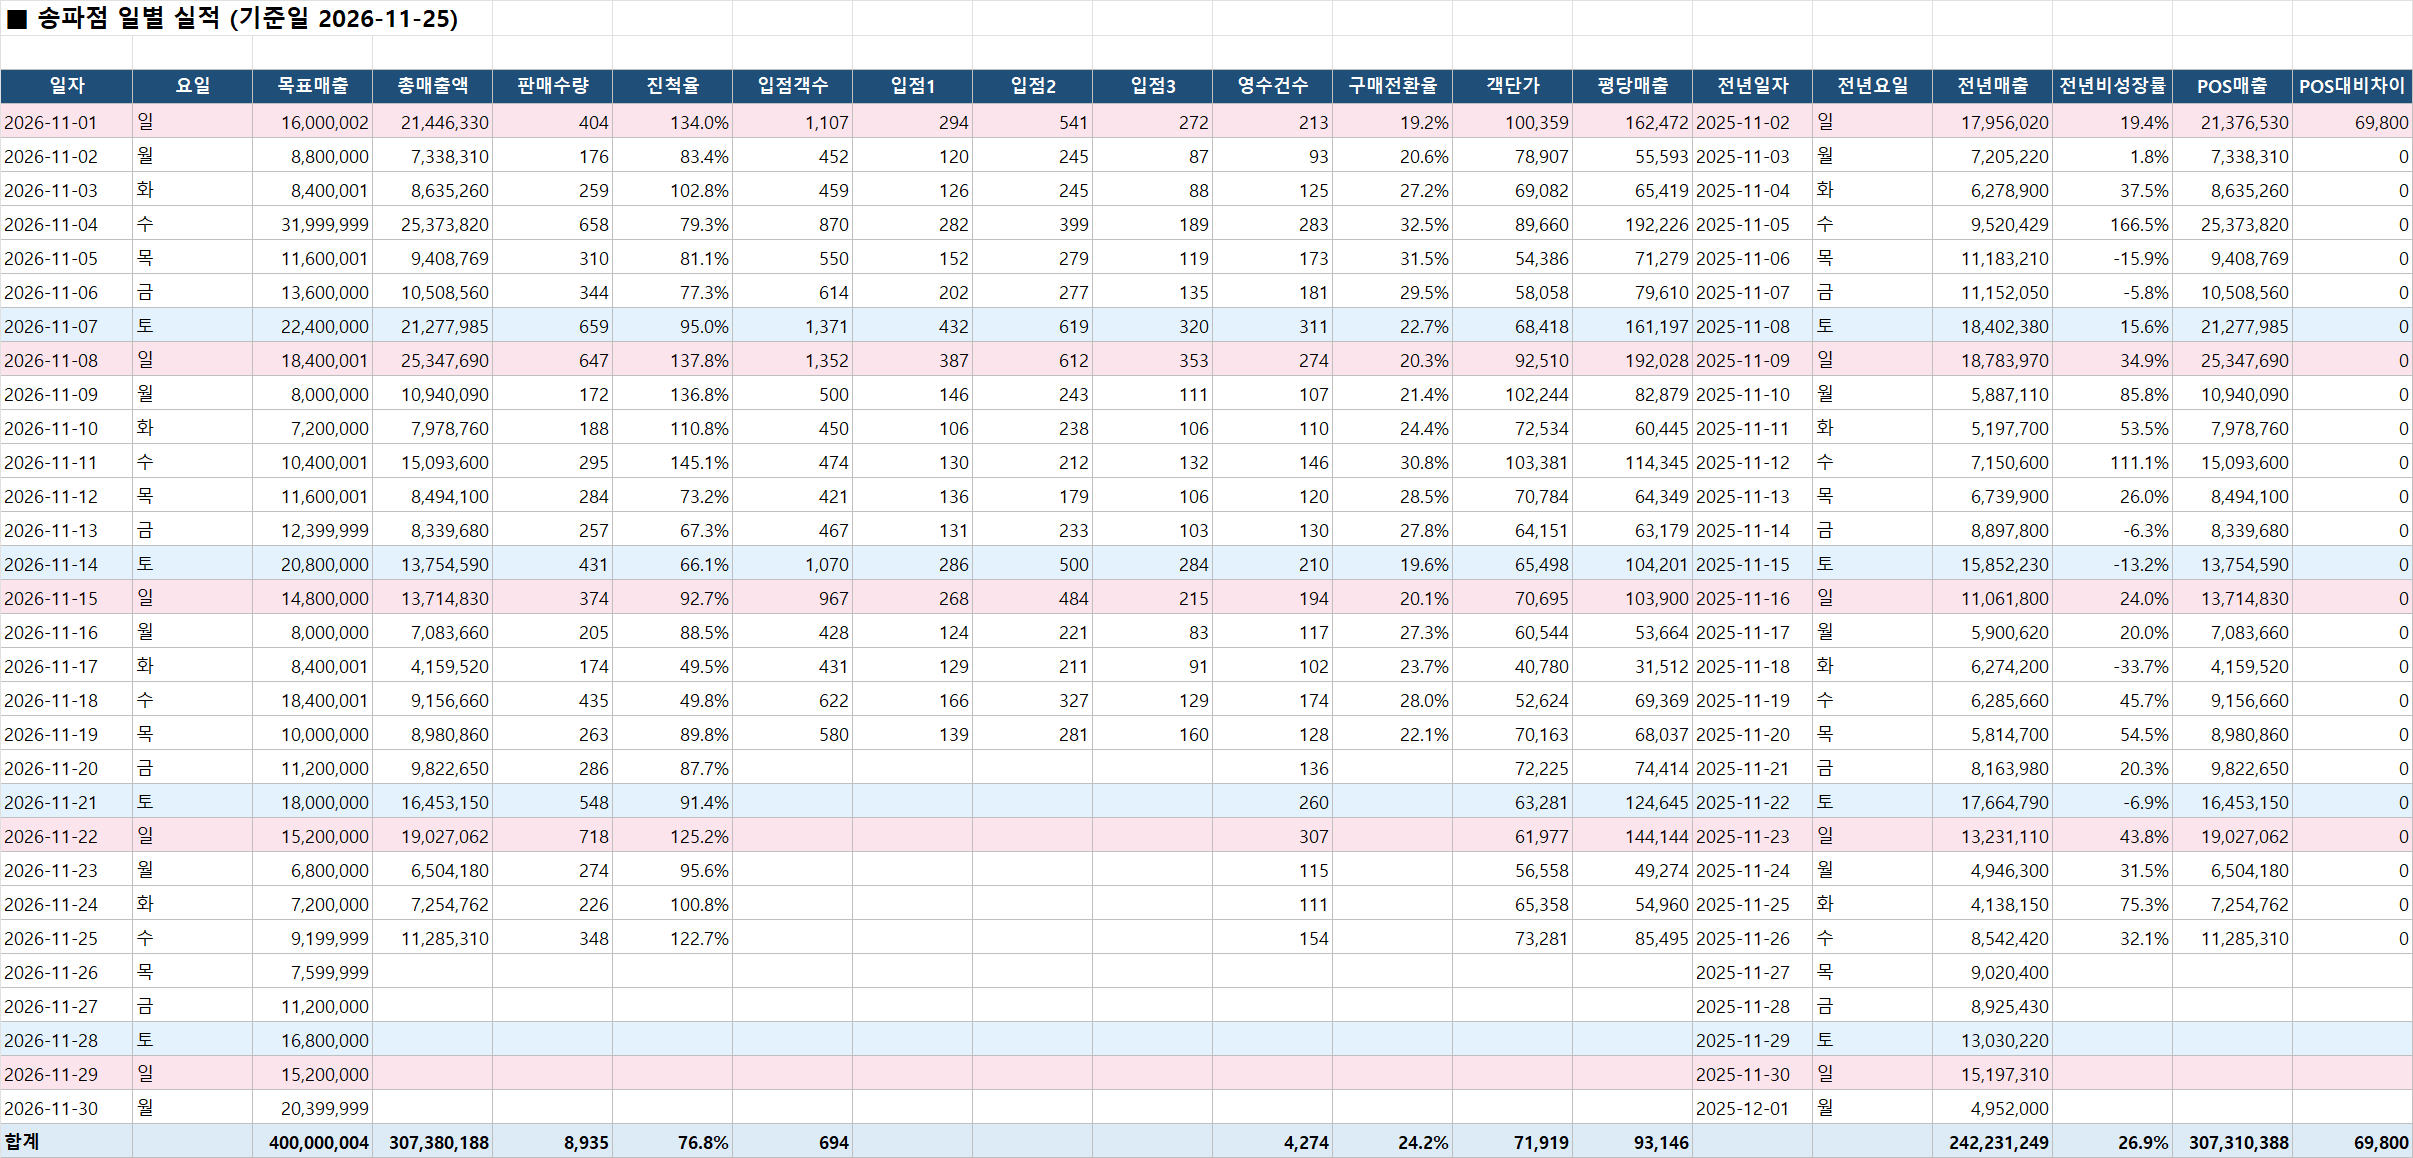 ■ 송파점 일별 실적 (기준일 2026-11-25)
일자 요일 목표매출 총매출액 판매수량 진척율 입점객수 입점1 입점2 입점3 영수건수 구매전환율 객단가 평당매출 전년일자 전년요일 전년매출 전년비성장률 POS매출 POS대비차이
2026-11-01 일 16,000,002 21,446,330 404 134.0% 1,107 294 541 272 213 19.2% 100,359 162,472 2025-11-02 일 17,956,020 19.4% 21,376,530 69,800
2026-11-02 월 8,800,000 7,338,310 176 83.4% 452 120 245 87 93 20.6% 78,907 55,593 2025-11-03 월 7,205,220 1.8% 7,338,310 0
2026-11-03 화 8,400,001 8,635,260 259 102.8% 459 126 245 88 125 27.2% 69,082 65,419 2025-11-04 화 6,278,900 37.5% 8,635,260 0
2026-11-04 수 31,999,999 25,373,820 658 79.3% 870 282 399 189 283 32.5% 89,660 192,226 2025-11-05 수 9,520,429 166.5% 25,373,820 0
2026-11-05 목 11,600,001 9,408,769 310 81.1% 550 152 279 119 173 31.5% 54,386 71,279 2025-11-06 목 11,183,210 -15.9% 9,408,769 0
2026-11-06 금 13,600,000 10,508,560 344 77.3% 614 202 277 135 181 29.5% 58,058 79,610 2025-11-07 금 11,152,050 -5.8% 10,508,560 0
2026-11-07 토 22,400,000 21,277,985 659 95.0% 1,371 432 619 320 311 22.7% 68,418 161,197 2025-11-08 토 18,402,380 15.6% 21,277,985 0
2026-11-08 일 18,400,001 25,347,690 647 137.8% 1,352 387 612 353 274 20.3% 92,510 192,028 2025-11-09 일 18,783,970 34.9% 25,347,690 0
2026-11-09 월 8,000,000 10,940,090 172 136.8% 500 146 243 111 107 21.4% 102,244 82,879 2025-11-10 월 5,887,110 85.8% 10,940,090 0
2026-11-10 화 7,200,000 7,978,760 188 110.8% 450 106 238 106 110 24.4% 72,534 60,445 2025-11-11 화 5,197,700 53.5% 7,978,760 0
2026-11-11 수 10,400,001 15,093,600 295 145.1% 474 130 212 132 146 30.8% 103,381 114,345 2025-11-12 수 7,150,600 111.1% 15,093,600 0
2026-11-12 목 11,600,001 8,494,100 284 73.2% 421 136 179 106 120 28.5% 70,784 64,349 2025-11-13 목 6,739,900 26.0% 8,494,100 0
2026-11-13 금 12,399,999 8,339,680 257 67.3% 467 131 233 103 130 27.8% 64,151 63,179 2025-11-14 금 8,897,800 -6.3% 8,339,680 0
2026-11-14 토 20,800,000 13,754,590 431 66.1% 1,070 286 500 284 210 19.6% 65,498 104,201 2025-11-15 토 15,852,230 -13.2% 13,754,590 0
2026-11-15 일 14,800,000 13,714,830 374 92.7% 967 268 484 215 194 20.1% 70,695 103,900 2025-11-16 일 11,061,800 24.0% 13,714,830 0
2026-11-16 월 8,000,000 7,083,660 205 88.5% 428 124 221 83 117 27.3% 60,544 53,664 2025-11-17 월 5,900,620 20.0% 7,083,660 0
2026-11-17 화 8,400,001 4,159,520 174 49.5% 431 129 211 91 102 23.7% 40,780 31,512 2025-11-18 화 6,274,200 -33.7% 4,159,520 0
2026-11-18 수 18,400,001 9,156,660 435 49.8% 622 166 327 129 174 28.0% 52,624 69,369 2025-11-19 수 6,285,660 45.7% 9,156,660 0
2026-11-19 목 10,000,000 8,980,860 263 89.8% 580 139 281 160 128 22.1% 70,163 68,037 2025-11-20 목 5,814,700 54.5% 8,980,860 0
2026-11-20 금 11,200,000 9,822,650 286 87.7% 136 72,225 74,414 2025-11-21 금 8,163,980 20.3% 9,822,650 0
2026-11-21 토 18,000,000 16,453,150 548 91.4% 260 63,281 124,645 2025-11-22 토 17,664,790 -6.9% 16,453,150 0
2026-11-22 일 15,200,000 19,027,062 718 125.2% 307 61,977 144,144 2025-11-23 일 13,231,110 43.8% 19,027,062 0
2026-11-23 월 6,800,000 6,504,180 274 95.6% 115 56,558 49,274 2025-11-24 월 4,946,300 31.5% 6,504,180 0
2026-11-24 화 7,200,000 7,254,762 226 100.8% 111 65,358 54,960 2025-11-25 화 4,138,150 75.3% 7,254,762 0
2026-11-25 수 9,199,999 11,285,310 348 122.7% 154 73,281 85,495 2025-11-26 수 8,542,420 32.1% 11,285,310 0
2026-11-26 목 7,599,999 2025-11-27 목 9,020,400
2026-11-27 금 11,200,000 2025-11-28 금 8,925,430
2026-11-28 토 16,800,000 2025-11-29 토 13,030,220
2026-11-29 일 15,200,000 2025-11-30 일 15,197,310
2026-11-30 월 20,399,999 2025-12-01 월 4,952,000
합계 400,000,004 307,380,188 8,935 76.8% 694 4,274 24.2% 71,919 93,146 242,231,249 26.9% 307,310,388 69,800